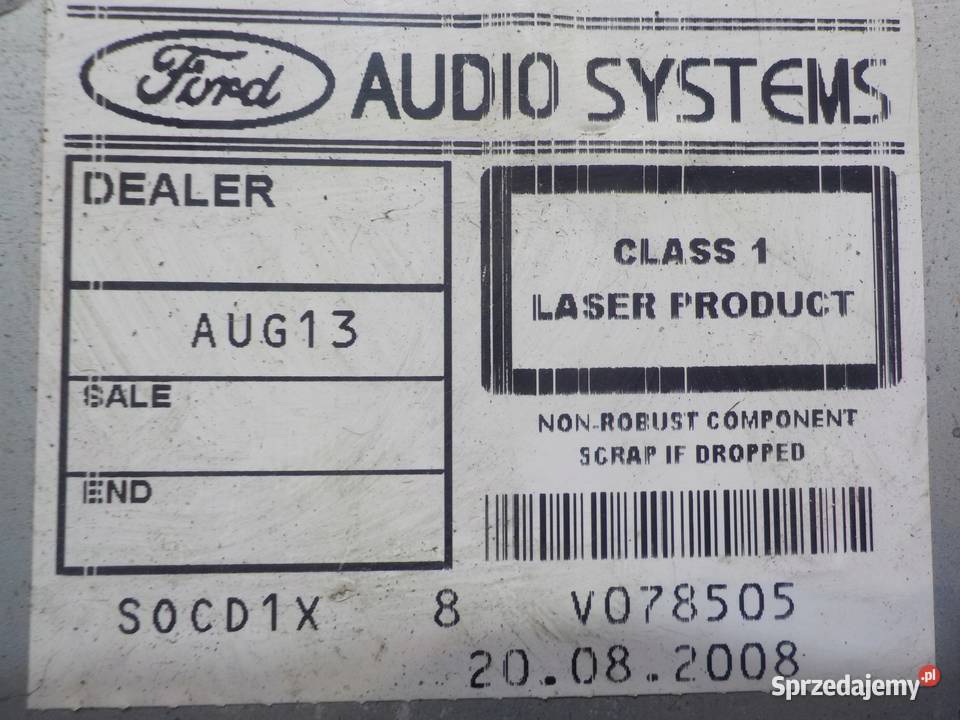 Ford AUDIO SYSTEMS
DEALER
AUG13
SALE
END
CLASS 1
LASER PRODUCT
NON-ROBUST COMPONENT
SCRAP IF DROPPED
S0CD1X 8 V078505
20.08.2008
Sprzedajemy.pl